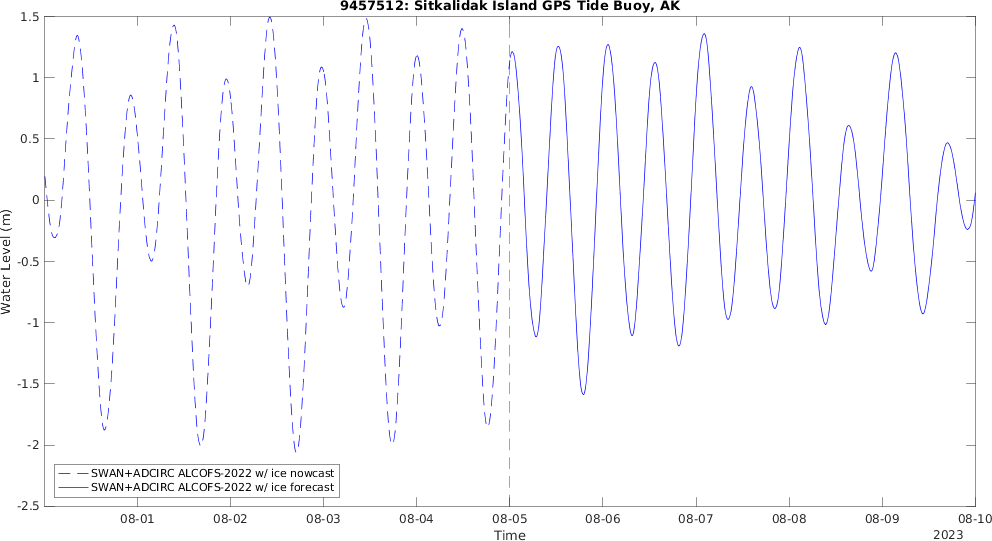 9457512: Sitkalidak Island GPS Tide Buoy, AK
Water Level (m)
1.5
1
0.5
0
-0.5
-1
-1.5
-2
-2.5
SWAN+ADCIRC ALCOFS-2022 w/ ice nowcast
SWAN+ADCIRC ALCOFS-2022 w/ ice forecast
08-01 08-02 08-03 08-04 08-05 08-06 08-07 08-08 08-09 08-10
Time
2023